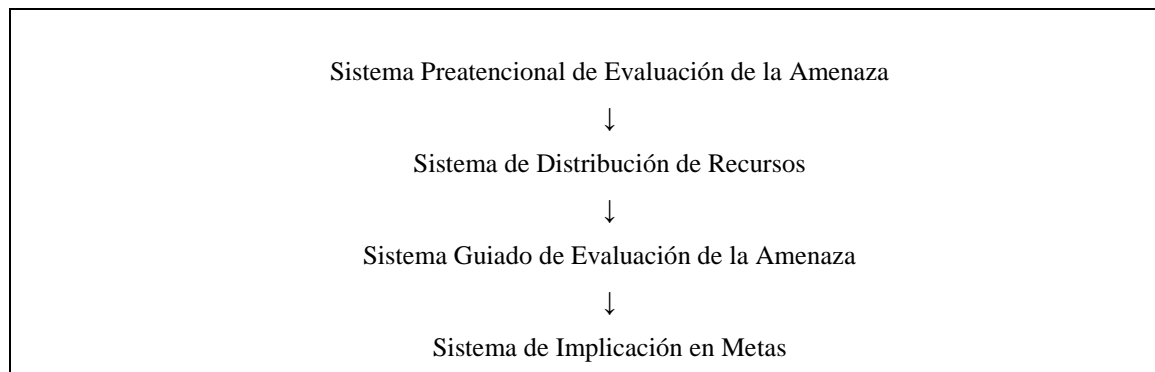 Sistema Preatencional de Evaluación de la Amenaza
↓
Sistema de Distribución de Recursos
↓
Sistema Guiado de Evaluación de la Amenaza
↓
Sistema de Implicación en Metas